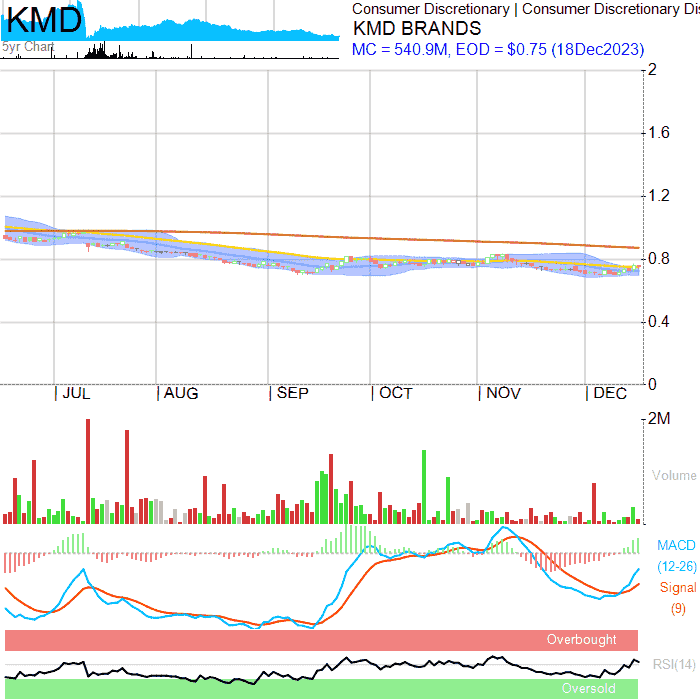 KMD
5yr Chart
Consumer Discretionary | Consumer Discretionary Dis
KMD BRANDS
MC = 540.9M, EOD = $0.75 (18Dec2023)
2
1.6
1.2
0.8
0.4
0
| JUL | AUG | SEP | OCT | NOV | DEC
2M
Volume
MACD
(12-26)
Signal
(9)
Overbought
RSI(14)
Oversold